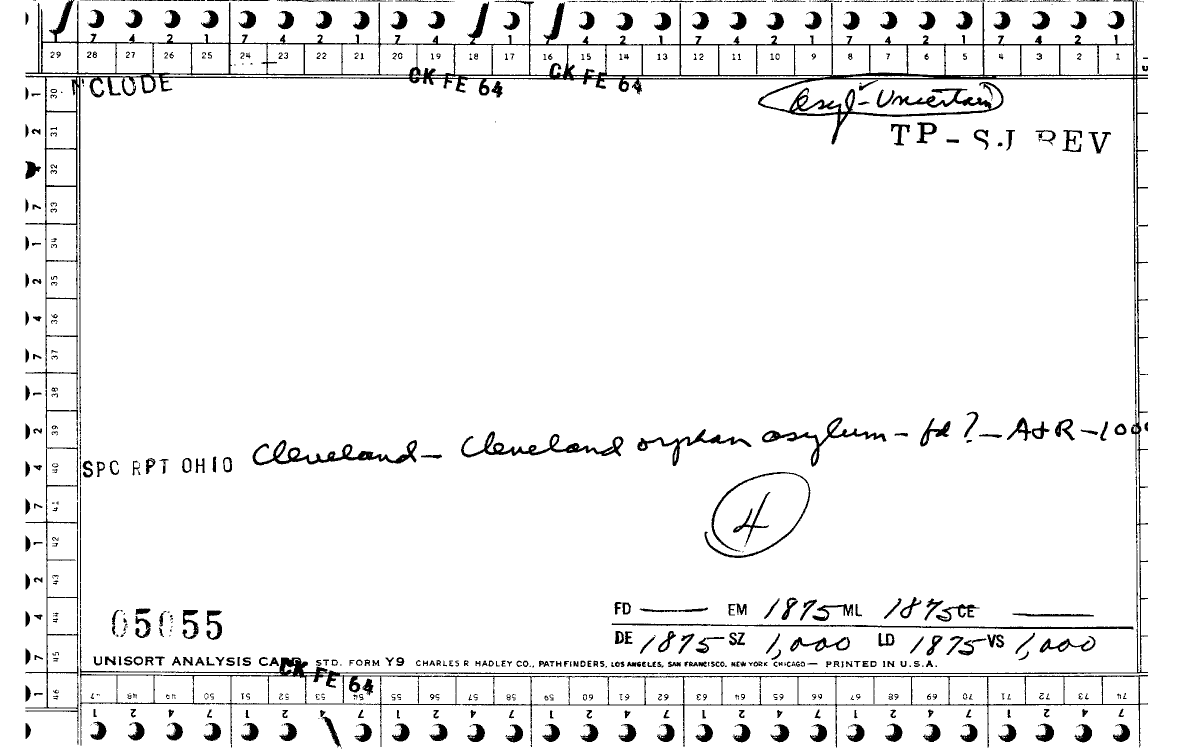 7 4 2 1 7 4 2 1 7 4 2 1 7 4 2 1 7 4 2 1 7 4 2 1
29 28 27 26 25 24 23 22 21 20 19 18 17 16 15 14 13 12 11 10 9 8 7 6 5 4 3 2 1
CLODE CK FE 64 CK FE 64 Asyl-Uncertain
TP-SJ REV
1 30
2 31
4 32
7 33
1 34
2 35
4 36
7 37
1 38
2 39
4 40
7 41
1 42
2 43
4 44
7 45
1 46
SPC RPT OHIO Cleveland - Cleveland orphan asylum - fd ? - A&R - 1000
4
FD — EM 1875 ML 1875 CE —
05055
DE 1875 SZ 1,000 LD 1875 VS 1,000
UNISORT ANALYSIS CARD STD. FORM Y9 CHARLES R. HADLEY CO., PATHFINDERS, LOS ANGELES, SAN FRANCISCO, NEW YORK CHICAGO — PRINTED IN U.S.A.
CK FE 64
47 48 49 50 51 52 53 54 55 56 57 58 59 60 61 62 63 64 65 66 67 68 69 70 71 72 73 74
1 2 4 7 1 2 4 7 1 2 4 7 1 2 4 7 1 2 4 7 1 2 4 7 1 2 4 7